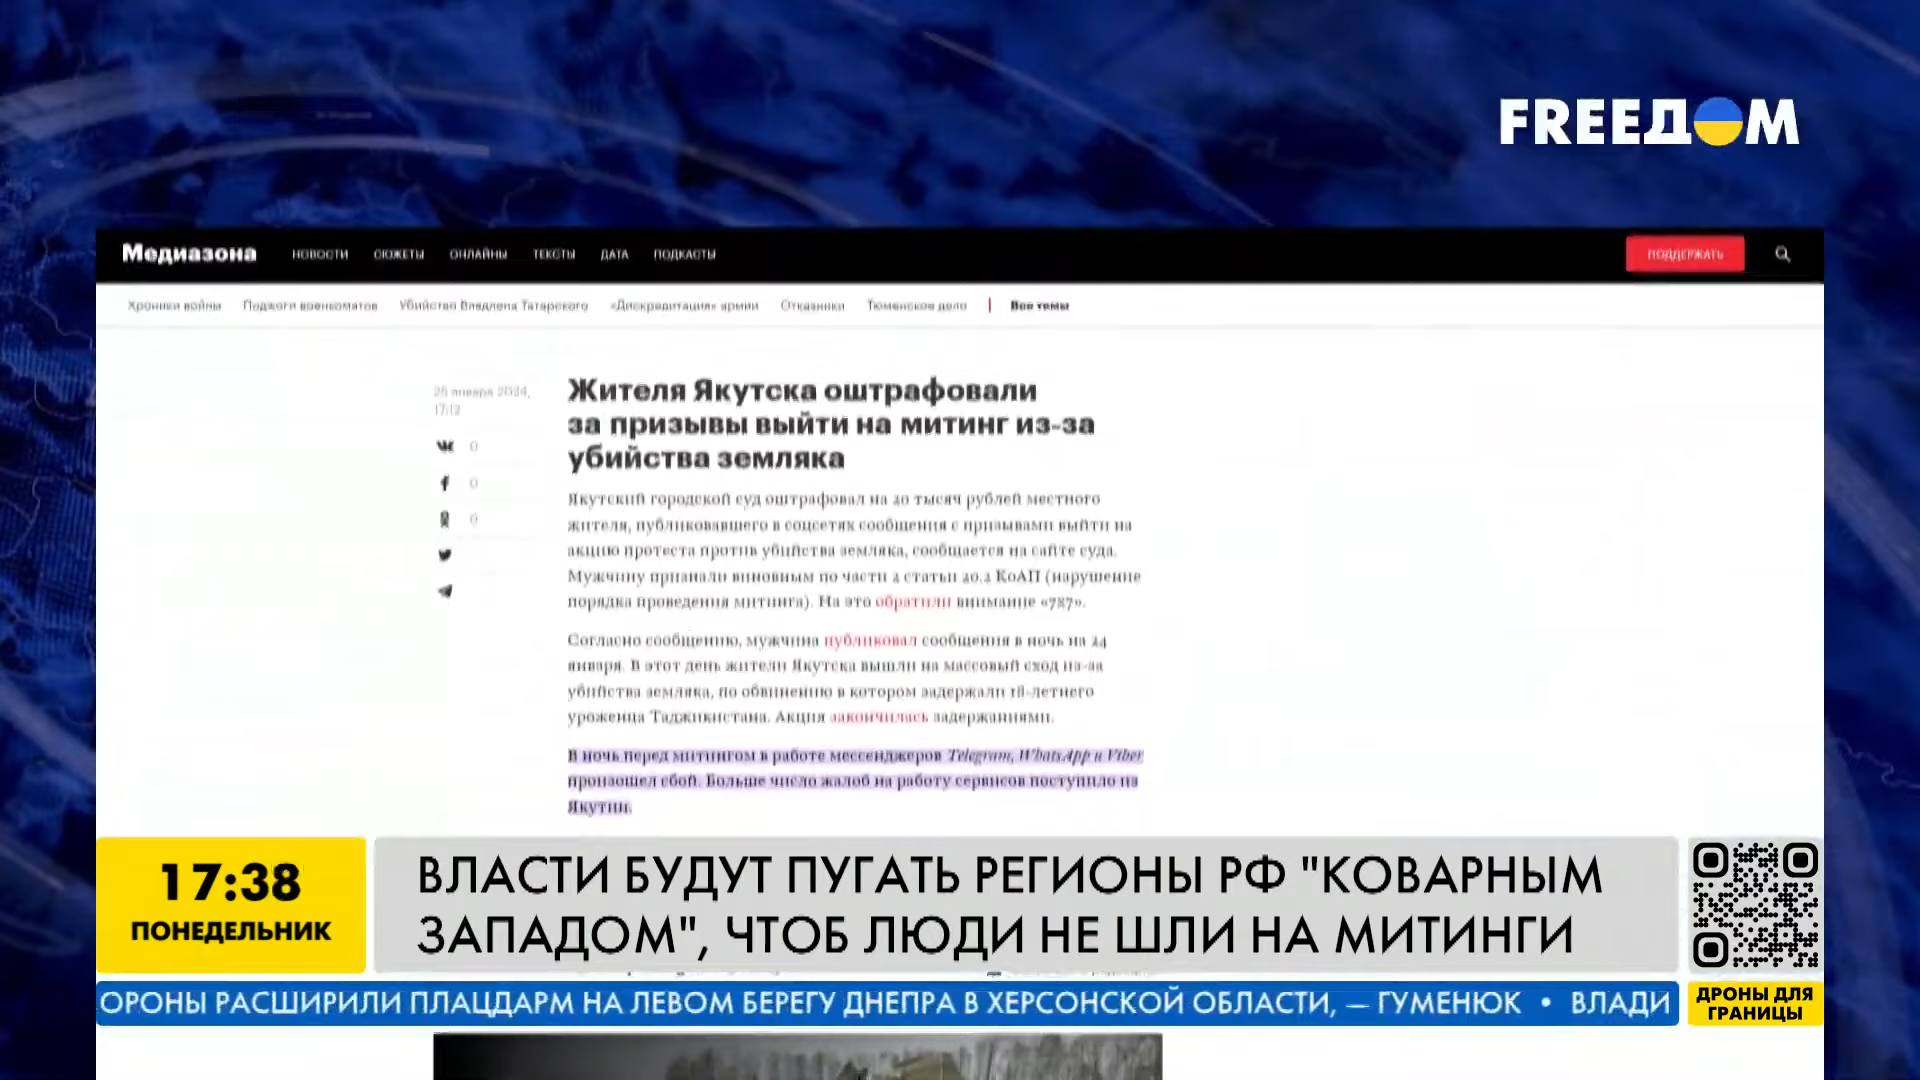 FREEДОМ
Медиазона НОВОСТИ СЮЖЕТЫ ОНЛАЙНЫ ТЕКСТЫ ДАТА ПОДКАСТЫ ПОДДЕРЖАТЬ
Хроники войны Поджоги военкоматов Убийство Владлена Татарского «Дискредитация» армии Отказники Тюменское дело | Все темы
25 января 2024,
17:12
Жителя Якутска оштрафовали
за призывы выйти на митинг из-за
убийства земляка
0
0
0
Якутский городской суд оштрафовал на 20 тысяч рублей местного
жителя, публиковавшего в соцсетях сообщения с призывами выйти на
акцию протеста против убийства земляка, сообщается на сайте суда.
Мужчину признали виновным по части 2 статьи 20.2 КоАП (нарушение
порядка проведения митинга). На это обратили внимание «7х7».
Согласно сообщению, мужчина публиковал сообщения в ночь на 24
января. В этот день жители Якутска вышли на массовый сход из-за
убийства земляка, по обвинению в котором задержали 18-летнего
уроженца Таджикистана. Акция закончилась задержаниями.
В ночь перед митингом в работе мессенджеров Telegram, WhatsApp и Viber
произошел сбой. Больше число жалоб на работу сервисов поступило из
Якутии.
17:38
ПОНЕДЕЛЬНИК
ВЛАСТИ БУДУТ ПУГАТЬ РЕГИОНЫ РФ "КОВАРНЫМ
ЗАПАДОМ", ЧТОБ ЛЮДИ НЕ ШЛИ НА МИТИНГИ
ОРОНЫ РАСШИРИЛИ ПЛАЦДАРМ НА ЛЕВОМ БЕРЕГУ ДНЕПРА В ХЕРСОНСКОЙ ОБЛАСТИ, — ГУМЕНЮК • ВЛАДИ
ДРОНЫ ДЛЯ
ГРАНИЦЫ